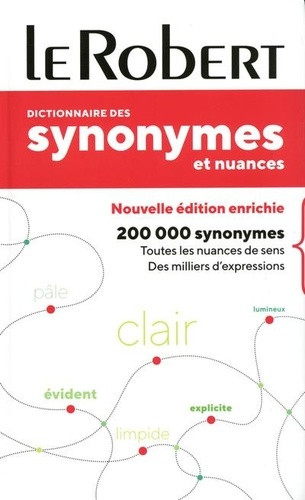 le Robert
DICTIONNAIRE DES
synonymes
et nuances
Nouvelle édition enrichie
200 000 synonymes
Toutes les nuances de sens
Des milliers d'expressions
pâle
lumineux
clair
évident
explicite
limpide